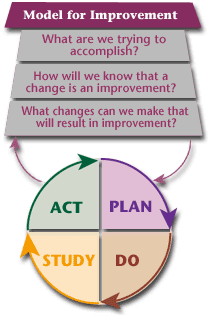 Model for Improvement
What are we trying to
accomplish?
How will we know that a
change is an improvement?
What changes can we make that
will result in improvement?
ACT
PLAN
STUDY
DO